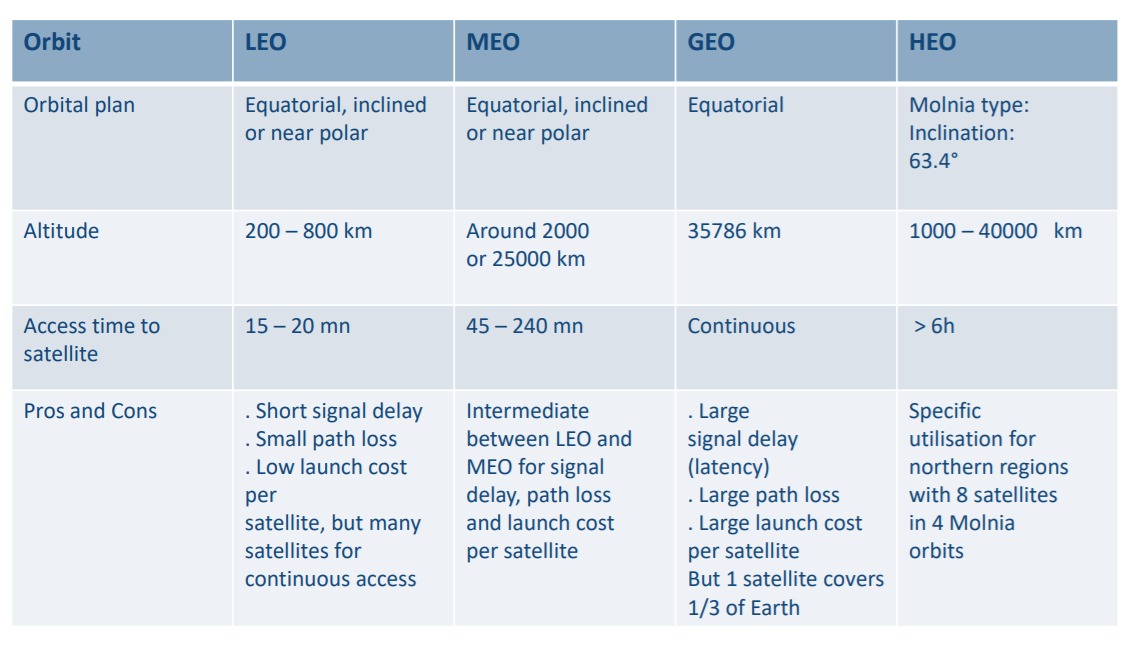 Orbit
LEO
MEO
GEO
HEO
Orbital plan
Equatorial, inclined
or near polar
Equatorial, inclined
or near polar
Equatorial
Molnia type:
Inclination:
63.4°
Altitude
200 – 800 km
Around 2000
or 25000 km
35786 km
1000 – 40000 km
Access time to
satellite
15 – 20 mn
45 – 240 mn
Continuous
> 6h
Pros and Cons
. Short signal delay
. Small path loss
. Low launch cost
per
satellite, but many
satellites for
continuous access
Intermediate
between LEO and
MEO for signal
delay, path loss
and launch cost
per satellite
. Large
signal delay
(latency)
. Large path loss
. Large launch cost
per satellite
But 1 satellite covers
1/3 of Earth
Specific
utilisation for
northern regions
with 8 satellites
in 4 Molnia
orbits